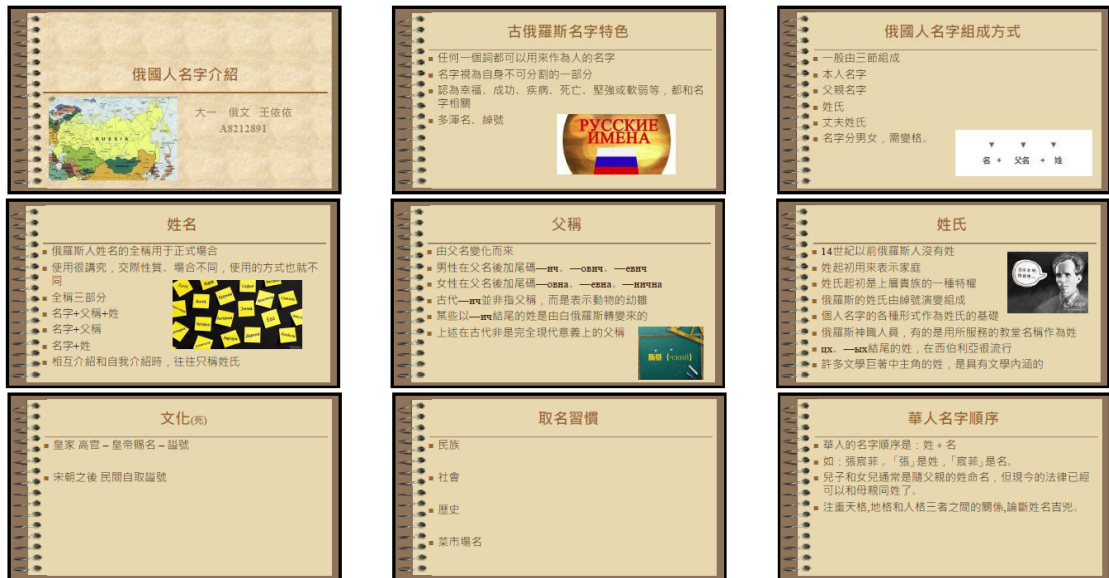 俄國人名字介紹
大一 俄文 王依依
A8212891
RUSSIA
古俄羅斯名字特色
任何一個詞都可以用來作為人的名字
名字視為自身不可分割的一部分
認為幸福、成功、疾病、死亡、堅強或軟弱等，都和名
字相關
多渾名、綽號
РУССКИЕ
ИМЕНА
俄國人名字組成方式
一般由三節組成
本人名字
父親名字
姓氏
丈夫姓氏
名字分男女，需變格。
名 + 父名 + 姓
姓名
俄羅斯人姓名的全稱用于正式場合
使用很講究，交際性質、場合不同，使用的方式也就不
同
全稱三部分
名字+父稱+姓
名字+父稱
名字+姓
相互介紹和自我介紹時，往往只稱姓氏
父稱
由父名變化而來
男性在父名後加尾碼—ич、—ович、—евич
女性在父名後加尾碼—овна、—евна、—инична
古代—ич並非指父稱，而是表示動物的幼雛
某些以—ич結尾的姓是由白俄羅斯轉變來的
上述在古代非是完全現代意義上的父稱
斯基（-ский）
姓氏
14世紀以前俄羅斯人沒有姓
姓起初用來表示家庭
姓氏起初是上層貴族的一種特權
俄羅斯的姓由綽號演變組成
個人名字的各種形式作為姓氏的基礎
俄羅斯神職人員，有的是用所服務的教堂名稱作為姓
цх、—ых結尾的姓，在西伯利亞很流行
許多文學巨著中主角的姓，是具有文學內涵的
文化(死)
皇家 高官 – 皇帝賜名 – 謚號
宋朝之後 民間自取謚號
取名習慣
民族
社會
歷史
菜市場名
華人名字順序
華人的名字順序是：姓 + 名
如：張宸菲。「張」是姓，「宸菲」是名。
兒子和女兒通常是隨父親的姓命名，但現今的法律已經
可以和母親同姓了。
注重天格,地格和人格三者之間的關係,論斷姓名吉兇。